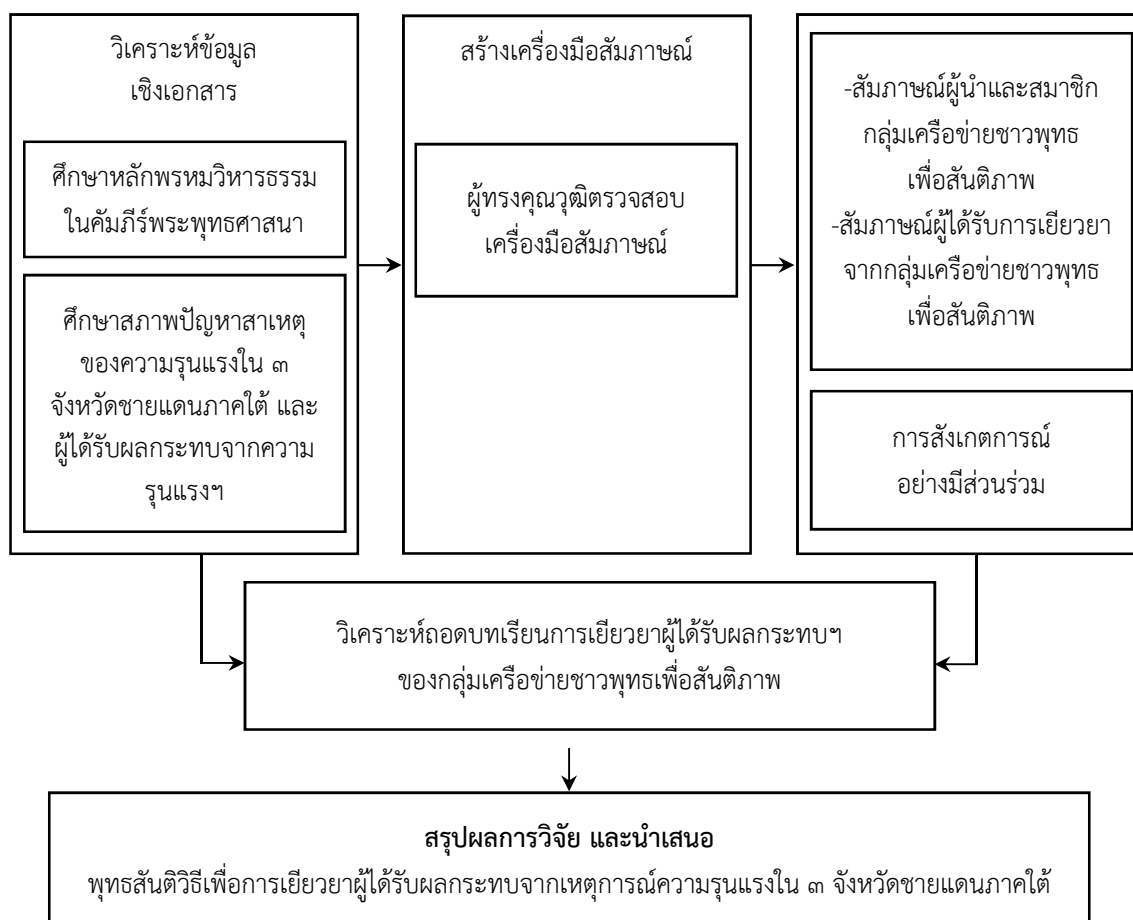 วิเคราะห์ข้อมูล
เชิงเอกสาร
ศึกษาหลักพรหมวิหารธรรม
ในคัมภีร์พระพุทธศาสนา
ศึกษาสภาพปัญหาสาเหตุ
ของความรุนแรงใน ๓
จังหวัดชายแดนภาคใต้ และ
ผู้ได้รับผลกระทบจากความ
รุนแรงฯ
สร้างเครื่องมือสัมภาษณ์
ผู้ทรงคุณวุฒิตรวจสอบ
เครื่องมือสัมภาษณ์
-สัมภาษณ์ผู้นำและสมาชิก
กลุ่มเครือข่ายชาวพุทธ
เพื่อสันติภาพ
-สัมภาษณ์ผู้ได้รับการเยียวยา
จากกลุ่มเครือข่ายชาวพุทธ
เพื่อสันติภาพ
การสังเกตการณ์
อย่างมีส่วนร่วม
วิเคราะห์ถอดบทเรียนการเยียวยาผู้ได้รับผลกระทบฯ
ของกลุ่มเครือข่ายชาวพุทธเพื่อสันติภาพ
สรุปผลการวิจัย และนำเสนอ
พุทธสันติวิธีเพื่อการเยียวยาผู้ได้รับผลกระทบจากเหตุการณ์ความรุนแรงใน ๓ จังหวัดชายแดนภาคใต้